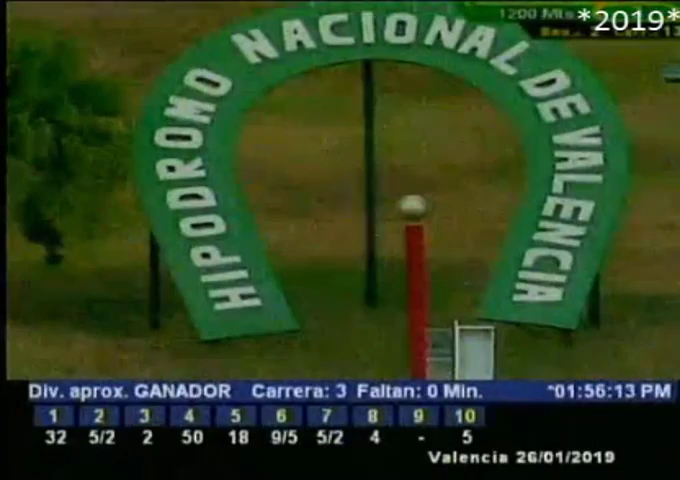 1200 Mts
*2019*
HIPODROMO NACIONAL DE VALENCIA
Div. aprox. GANADOR Carrera: 3 Faltan: 0 Min. *01:56:13 PM
1 2 3 4 5 6 7 8 9 10
32 5/2 2 50 18 9/5 5/2 4 - 5
Valencia 26/01/2019